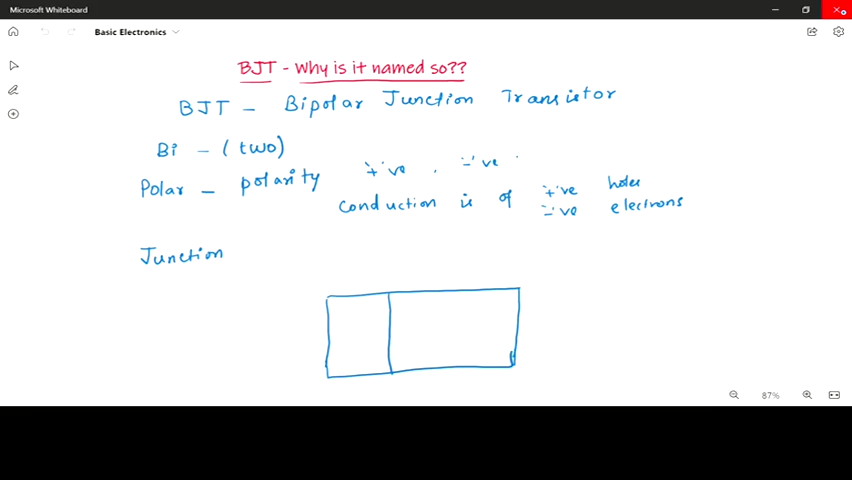 Microsoft Whiteboard
Basic Electronics
BJT - Why is it named so??
BJT - Bipolar Junction Transistor
Bi - (two)
Polar - polarity +'ve , -'ve
conduction is of +'ve holes
-'ve electrons
Junction
87%